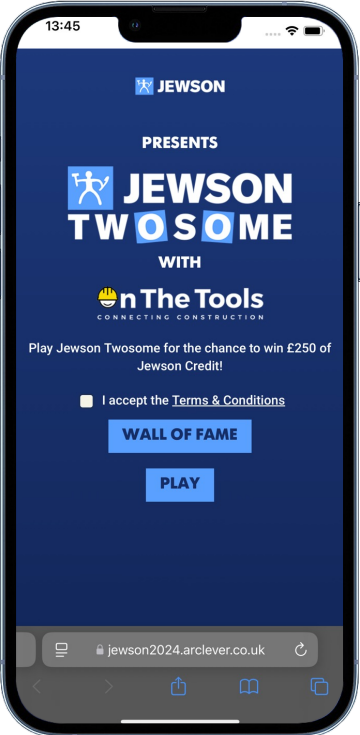 13:45
JEWSON
PRESENTS
JEWSON
TWOSOME
WITH
On The Tools
CONNECTING CONSTRUCTION
Play Jewson Twosome for the chance to win £250 of
Jewson Credit!
I accept the Terms & Conditions
WALL OF FAME
PLAY
jewson2024.arclever.co.uk